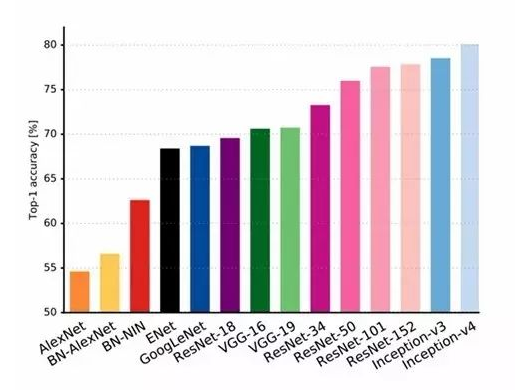 Top-1 accuracy [%]
80
75
70
65
60
55
50
AlexNet
BN-AlexNet
BN-NIN
ENet
GoogLeNet
ResNet-18
VGG-16
VGG-19
ResNet-34
ResNet-50
ResNet-101
ResNet-152
Inception-v3
Inception-v4